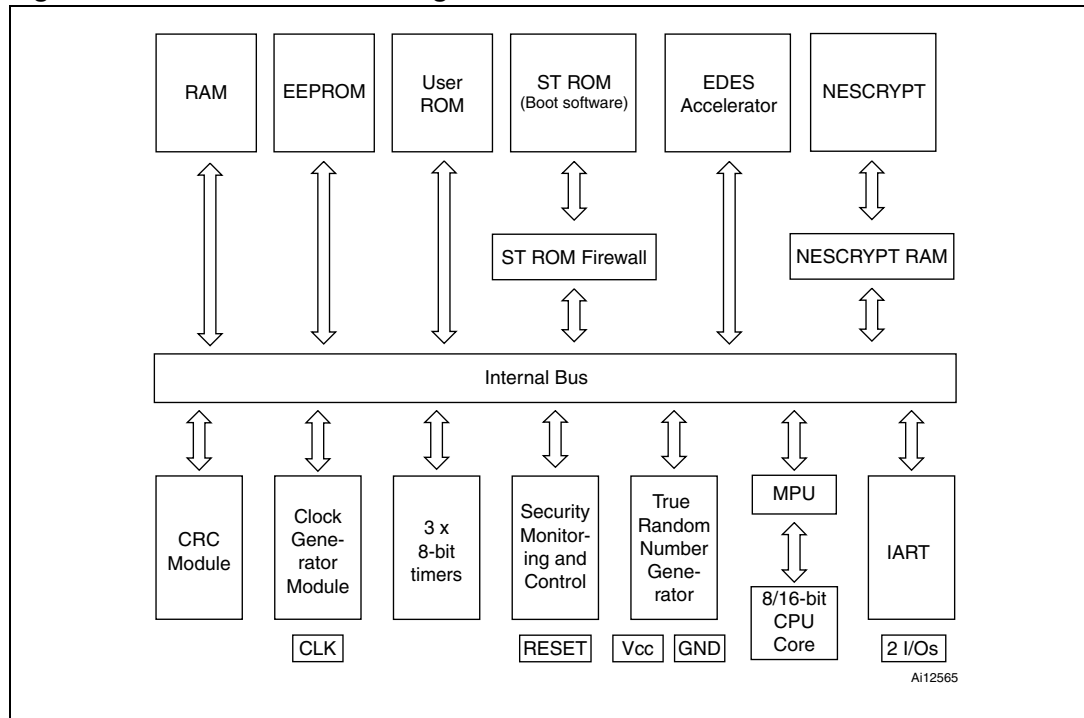 RAM
EEPROM
User
ROM
ST ROM
(Boot software)
EDES
Accelerator
NESCRYPT
ST ROM Firewall
NESCRYPT RAM
Internal Bus
CRC
Module
Clock
Gene-
rator
Module
3 x
8-bit
timers
Security
Monitor-
ing and
Control
True
Random
Number
Gene-
rator
MPU
8/16-bit
CPU
Core
IART
CLK
RESET
Vcc
GND
2 I/Os
Ai12565